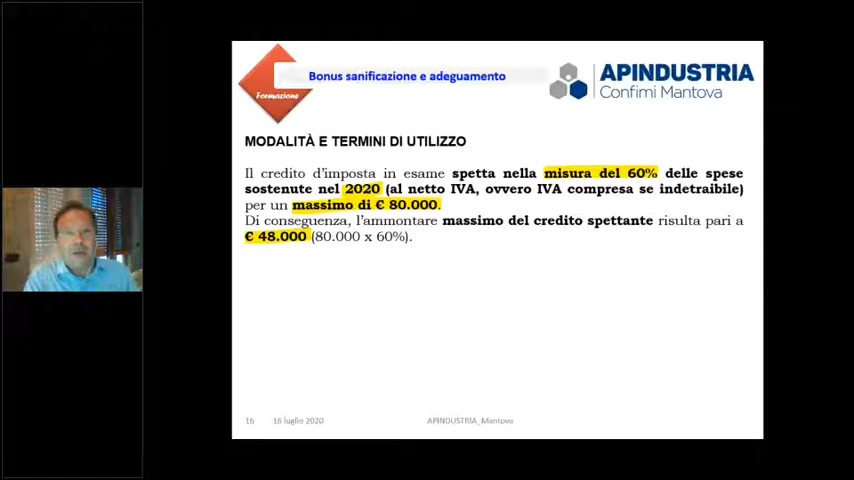 Bonus sanificazione e adeguamento
Formazione
APINDUSTRIA
Confimi Mantova
MODALITÀ E TERMINI DI UTILIZZO
Il credito d’imposta in esame spetta nella misura del 60% delle spese
sostenute nel 2020 (al netto IVA, ovvero IVA compresa se indetraibile)
per un massimo di € 80.000.
Di conseguenza, l’ammontare massimo del credito spettante risulta pari a
€ 48.000 (80.000 x 60%).
16 16 luglio 2020 APINDUSTRIA_Mantova